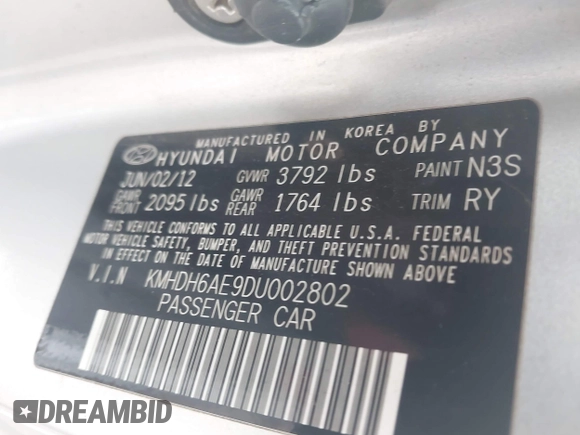 MANUFACTURED IN KOREA BY
HYUNDAI MOTOR COMPANY
JUN/02/12 GVWR 3792 lbs PAINT N3S
GAWR FRONT 2095 lbs GAWR REAR 1764 lbs TRIM RY
THIS VEHICLE CONFORMS TO ALL APPLICABLE U.S.A. FEDERAL
MOTOR VEHICLE SAFETY, BUMPER, AND THEFT PREVENTION STANDARDS
IN EFFECT ON THE DATE OF MANUFACTURE SHOWN ABOVE
V.I.N KMHDH6AE9DU002802
PASSENGER CAR
DREAMBID